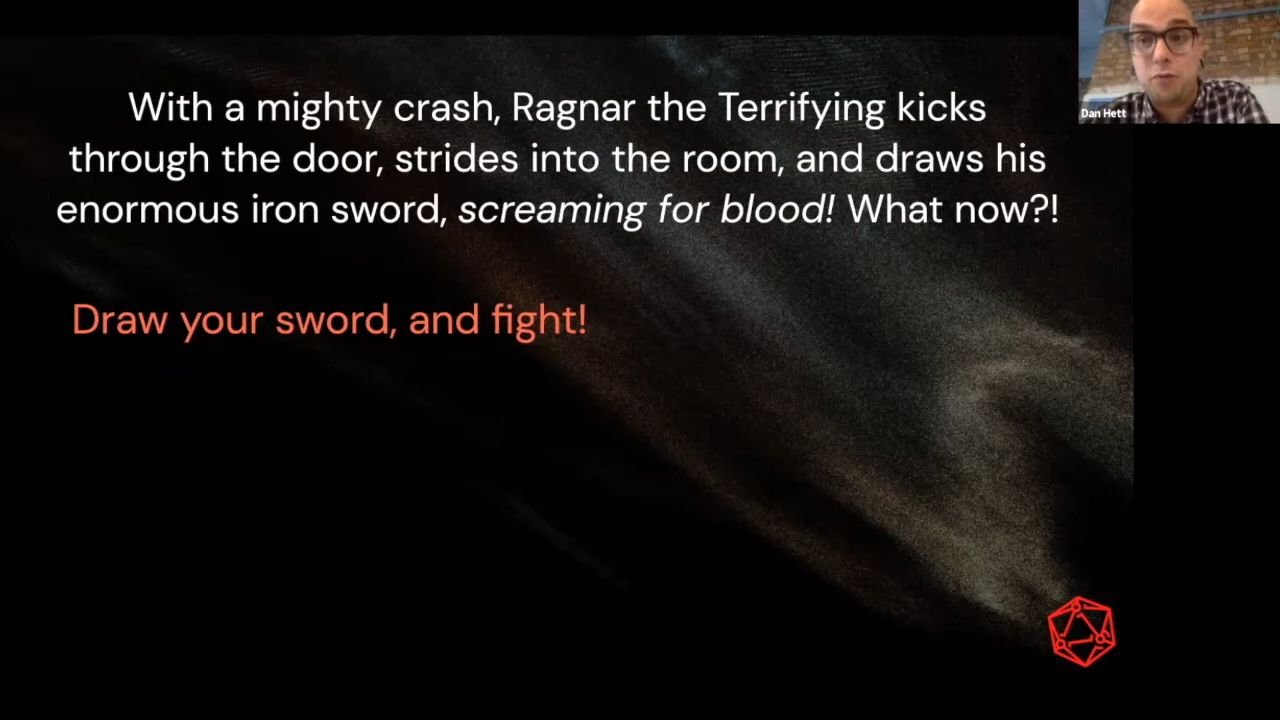 With a mighty crash, Ragnar the Terrifying kicks
through the door, strides into the room, and draws his
enormous iron sword, screaming for blood! What now?!
Draw your sword, and fight!
Dan Hett